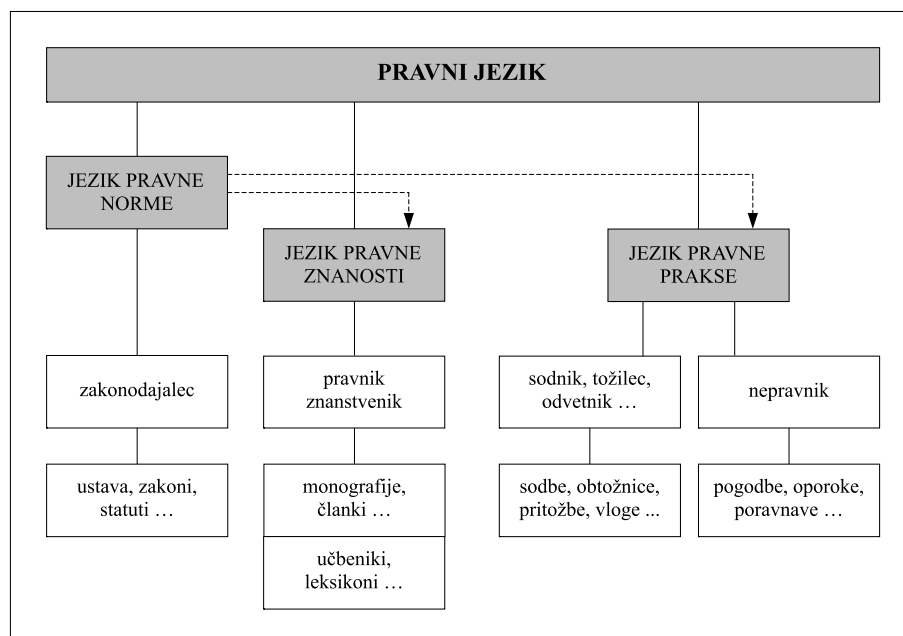 PRAVNI JEZIK
JEZIK PRAVNE
NORME
JEZIK PRAVNE
ZNANOSTI
JEZIK PRAVNE
PRAKSE
zakonodajalec
pravnik
znanstvenik
sodnik, tožilec,
odvetnik …
nepravnik
ustava, zakoni,
statuti …
monografije,
članki …
učbeniki,
leksikoni …
sodbe, obtožnice,
pritožbe, vloge ...
pogodbe, oporoke,
poravnave …